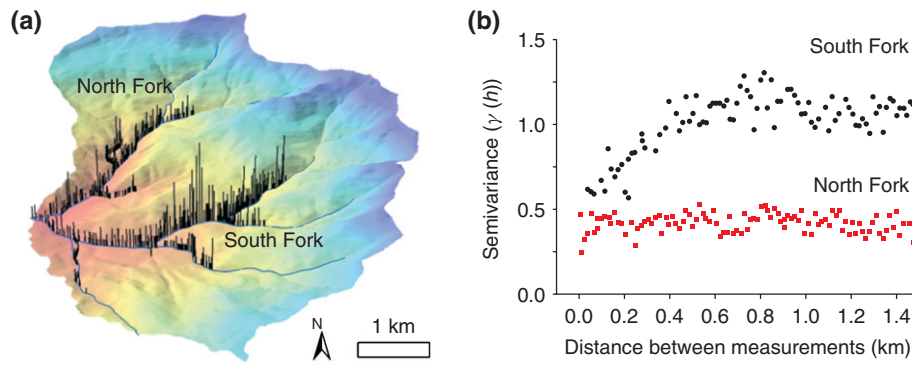 (a)
North Fork
South Fork
N
1 km
(b)
1.5
1.0
0.5
0.0
Semivariance (γ (h))
South Fork
North Fork
0.0 0.2 0.4 0.6 0.8 1.0 1.2 1.4
Distance between measurements (km)